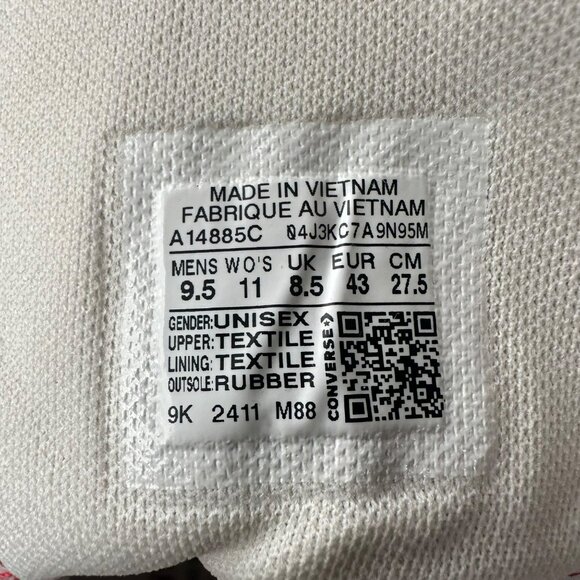 MADE IN VIETNAM
FABRIQUE AU VIETNAM
A14885C 04J3KC7A9N95M
MENS WO'S UK EUR CM
9.5 11 8.5 43 27.5
GENDER:UNISEX
UPPER:TEXTILE
LINING:TEXTILE
OUTSOLE:RUBBER
CONVERSE
9K 2411 M88